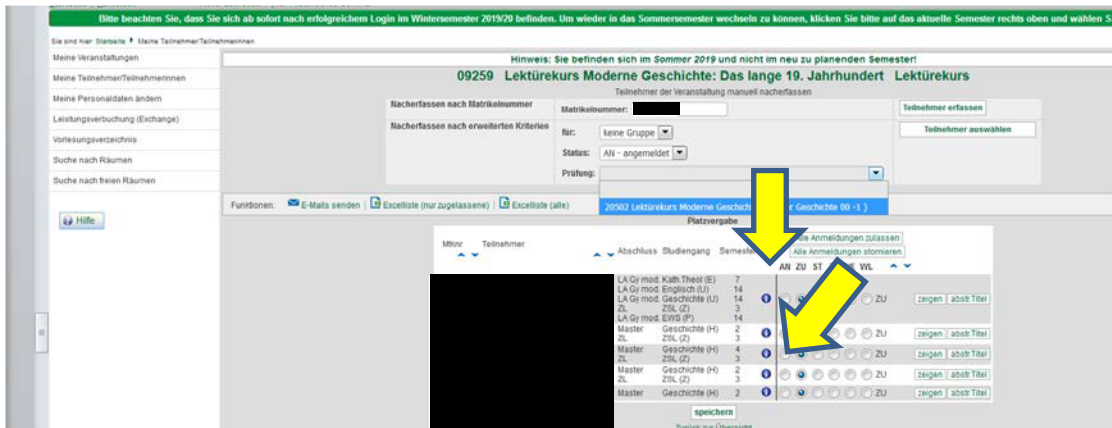 Bitte beachten Sie, dass Sie sich ab sofort nach erfolgreichem Login im Wintersemester 2019/20 befinden. Um wieder in das Sommersemester wechseln zu können, klicken Sie bitte auf das aktuelle Semester rechts oben und wählen S
Sie sind hier: Startseite Meine Teilnehmer/Teilnehmerinnen
Meine Veranstaltungen
Meine Teilnehmer/Teilnehmerinnen
Meine Personaldaten ändern
Leistungsverbuchung (Exchange)
Vorlesungsverzeichnis
Suche nach Räumen
Suche nach freien Räumen
Hilfe
Hinweis: Sie befinden sich im Sommer 2019 und nicht im neu zu planenden Semester!
09259 Lektürekurs Moderne Geschichte: Das lange 19. Jahrhundert Lektürekurs
Teilnehmer der Veranstaltung manuell nacherfassen
Nacherfassen nach Matrikelnummer Matrikelnummer: Teilnehmer erfassen
Nacherfassen nach erweiterten Kriterien für: keine Gruppe Teilnehmer auswählen
Status: AN - angemeldet
Prüfung:
20502 Lektürekurs Moderne Geschich r Geschichte 00 -1 )
Funktionen: E-Mails senden | Excelliste (nur zugelassene) | Excelliste (alle)
Platzvergabe
Alle Anmeldungen zulassen
Mtknr Teilnehmer Abschluss Studiengang Semester Alle Anmeldungen stornieren
AN ZU ST WL
LA Gy mod. Kath.Theol (E) 7
LA Gy mod. Englisch (U) 14
LA Gy mod. Geschichte (U) 14 ZU zeigen abstr.Titel
ZL ZSL (Z) 3
LA Gy mod. EWS (P) 14
Master Geschichte (H) 2 ZU zeigen abstr.Titel
ZL ZSL (Z) 3
Master Geschichte (H) 4 ZU zeigen abstr.Titel
ZL ZSL (Z) 3
Master Geschichte (H) 2 ZU zeigen abstr.Titel
ZL ZSL (Z) 3
Master Geschichte (H) 2 ZU zeigen abstr.Titel
speichern
Zurück zur Übersicht